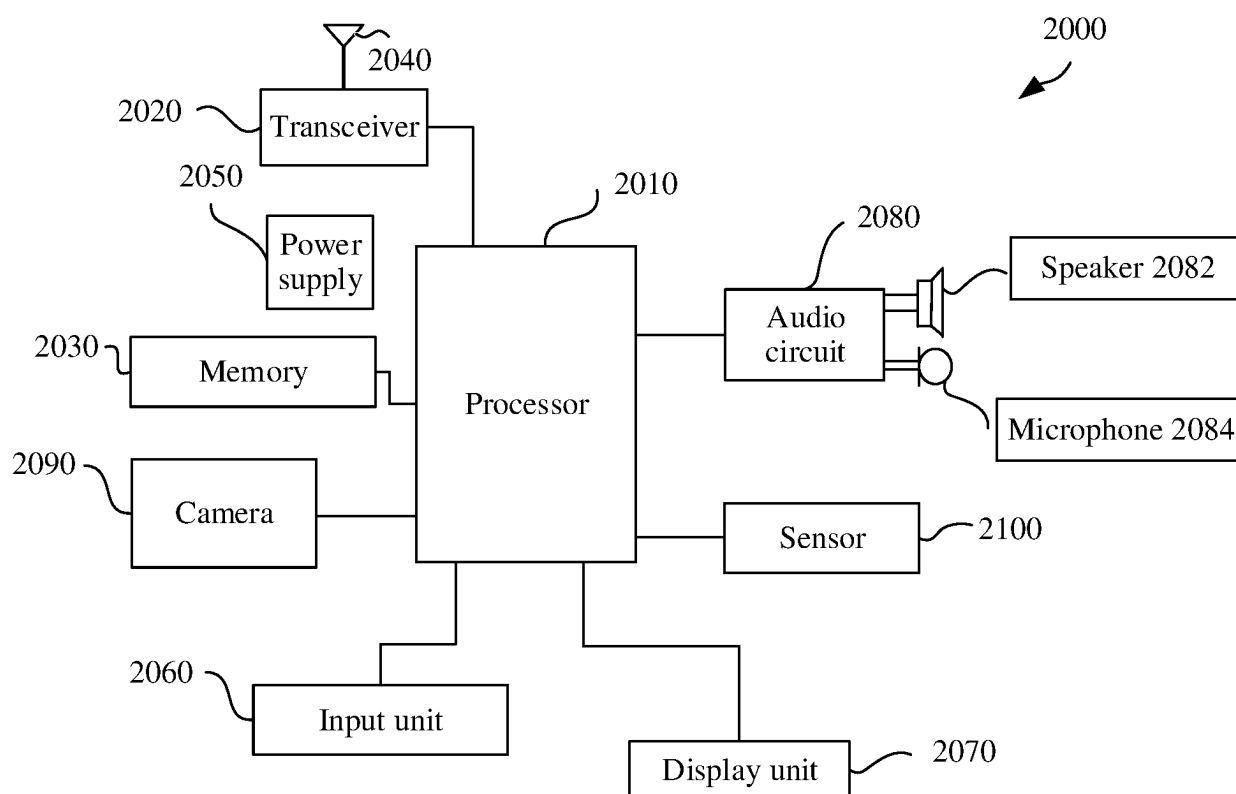 2000
2040
2020
Transceiver
2050
2010
Power
supply
2080
Speaker 2082
Audio
circuit
2030
Memory
Processor
Microphone 2084
2090
Camera
Sensor
2100
2060
Input unit
2070
Display unit